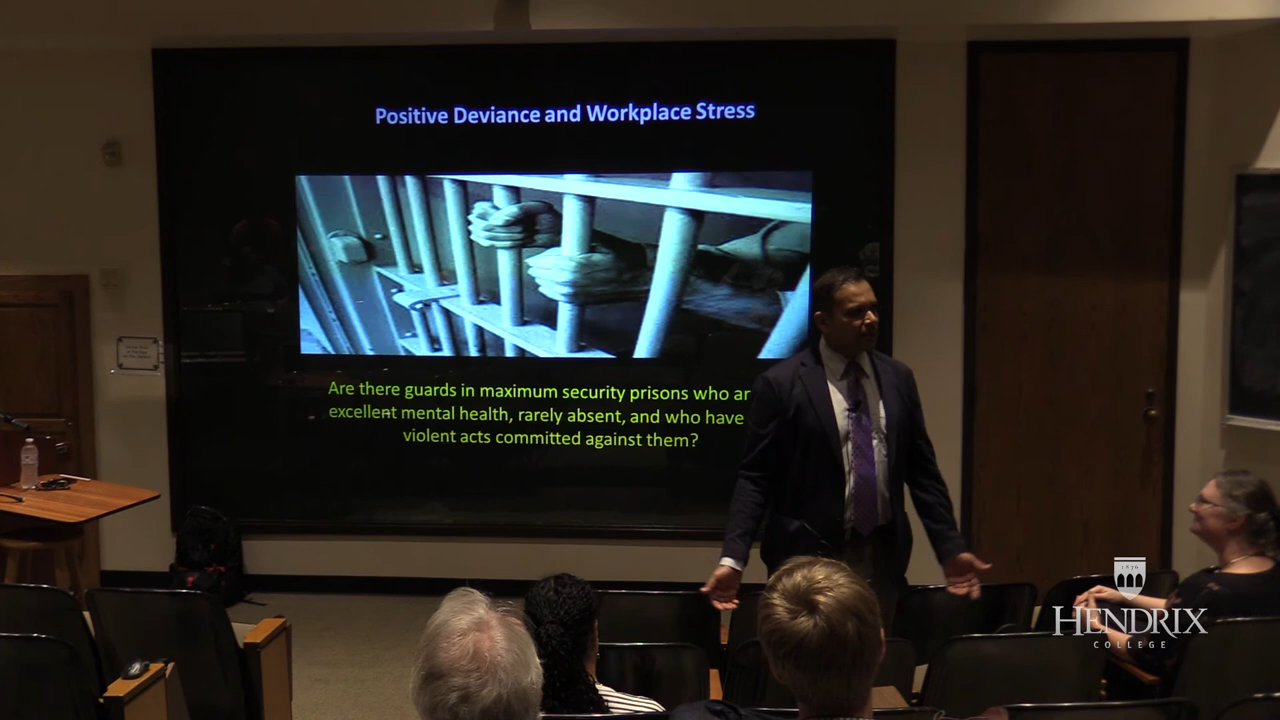 Positive Deviance and Workplace Stress
Are there guards in maximum security prisons who ar
excellent mental health, rarely absent, and who have
violent acts committed against them?
1876
HENDRIX
COLLEGE